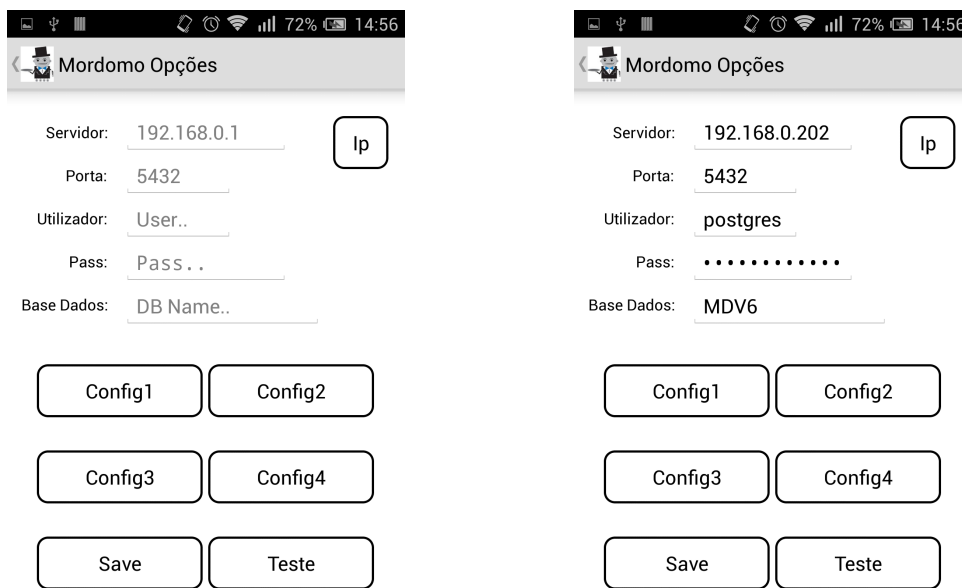 72% 14:56
Mordomo Opções
Servidor: 192.168.0.1
Ip
Porta: 5432
Utilizador: User..
Pass: Pass..
Base Dados: DB Name..
Config1 Config2
Config3 Config4
Save Teste
72% 14:56
Mordomo Opções
Servidor: 192.168.0.202
Ip
Porta: 5432
Utilizador: postgres
Pass: ••••••••••••
Base Dados: MDV6
Config1 Config2
Config3 Config4
Save Teste